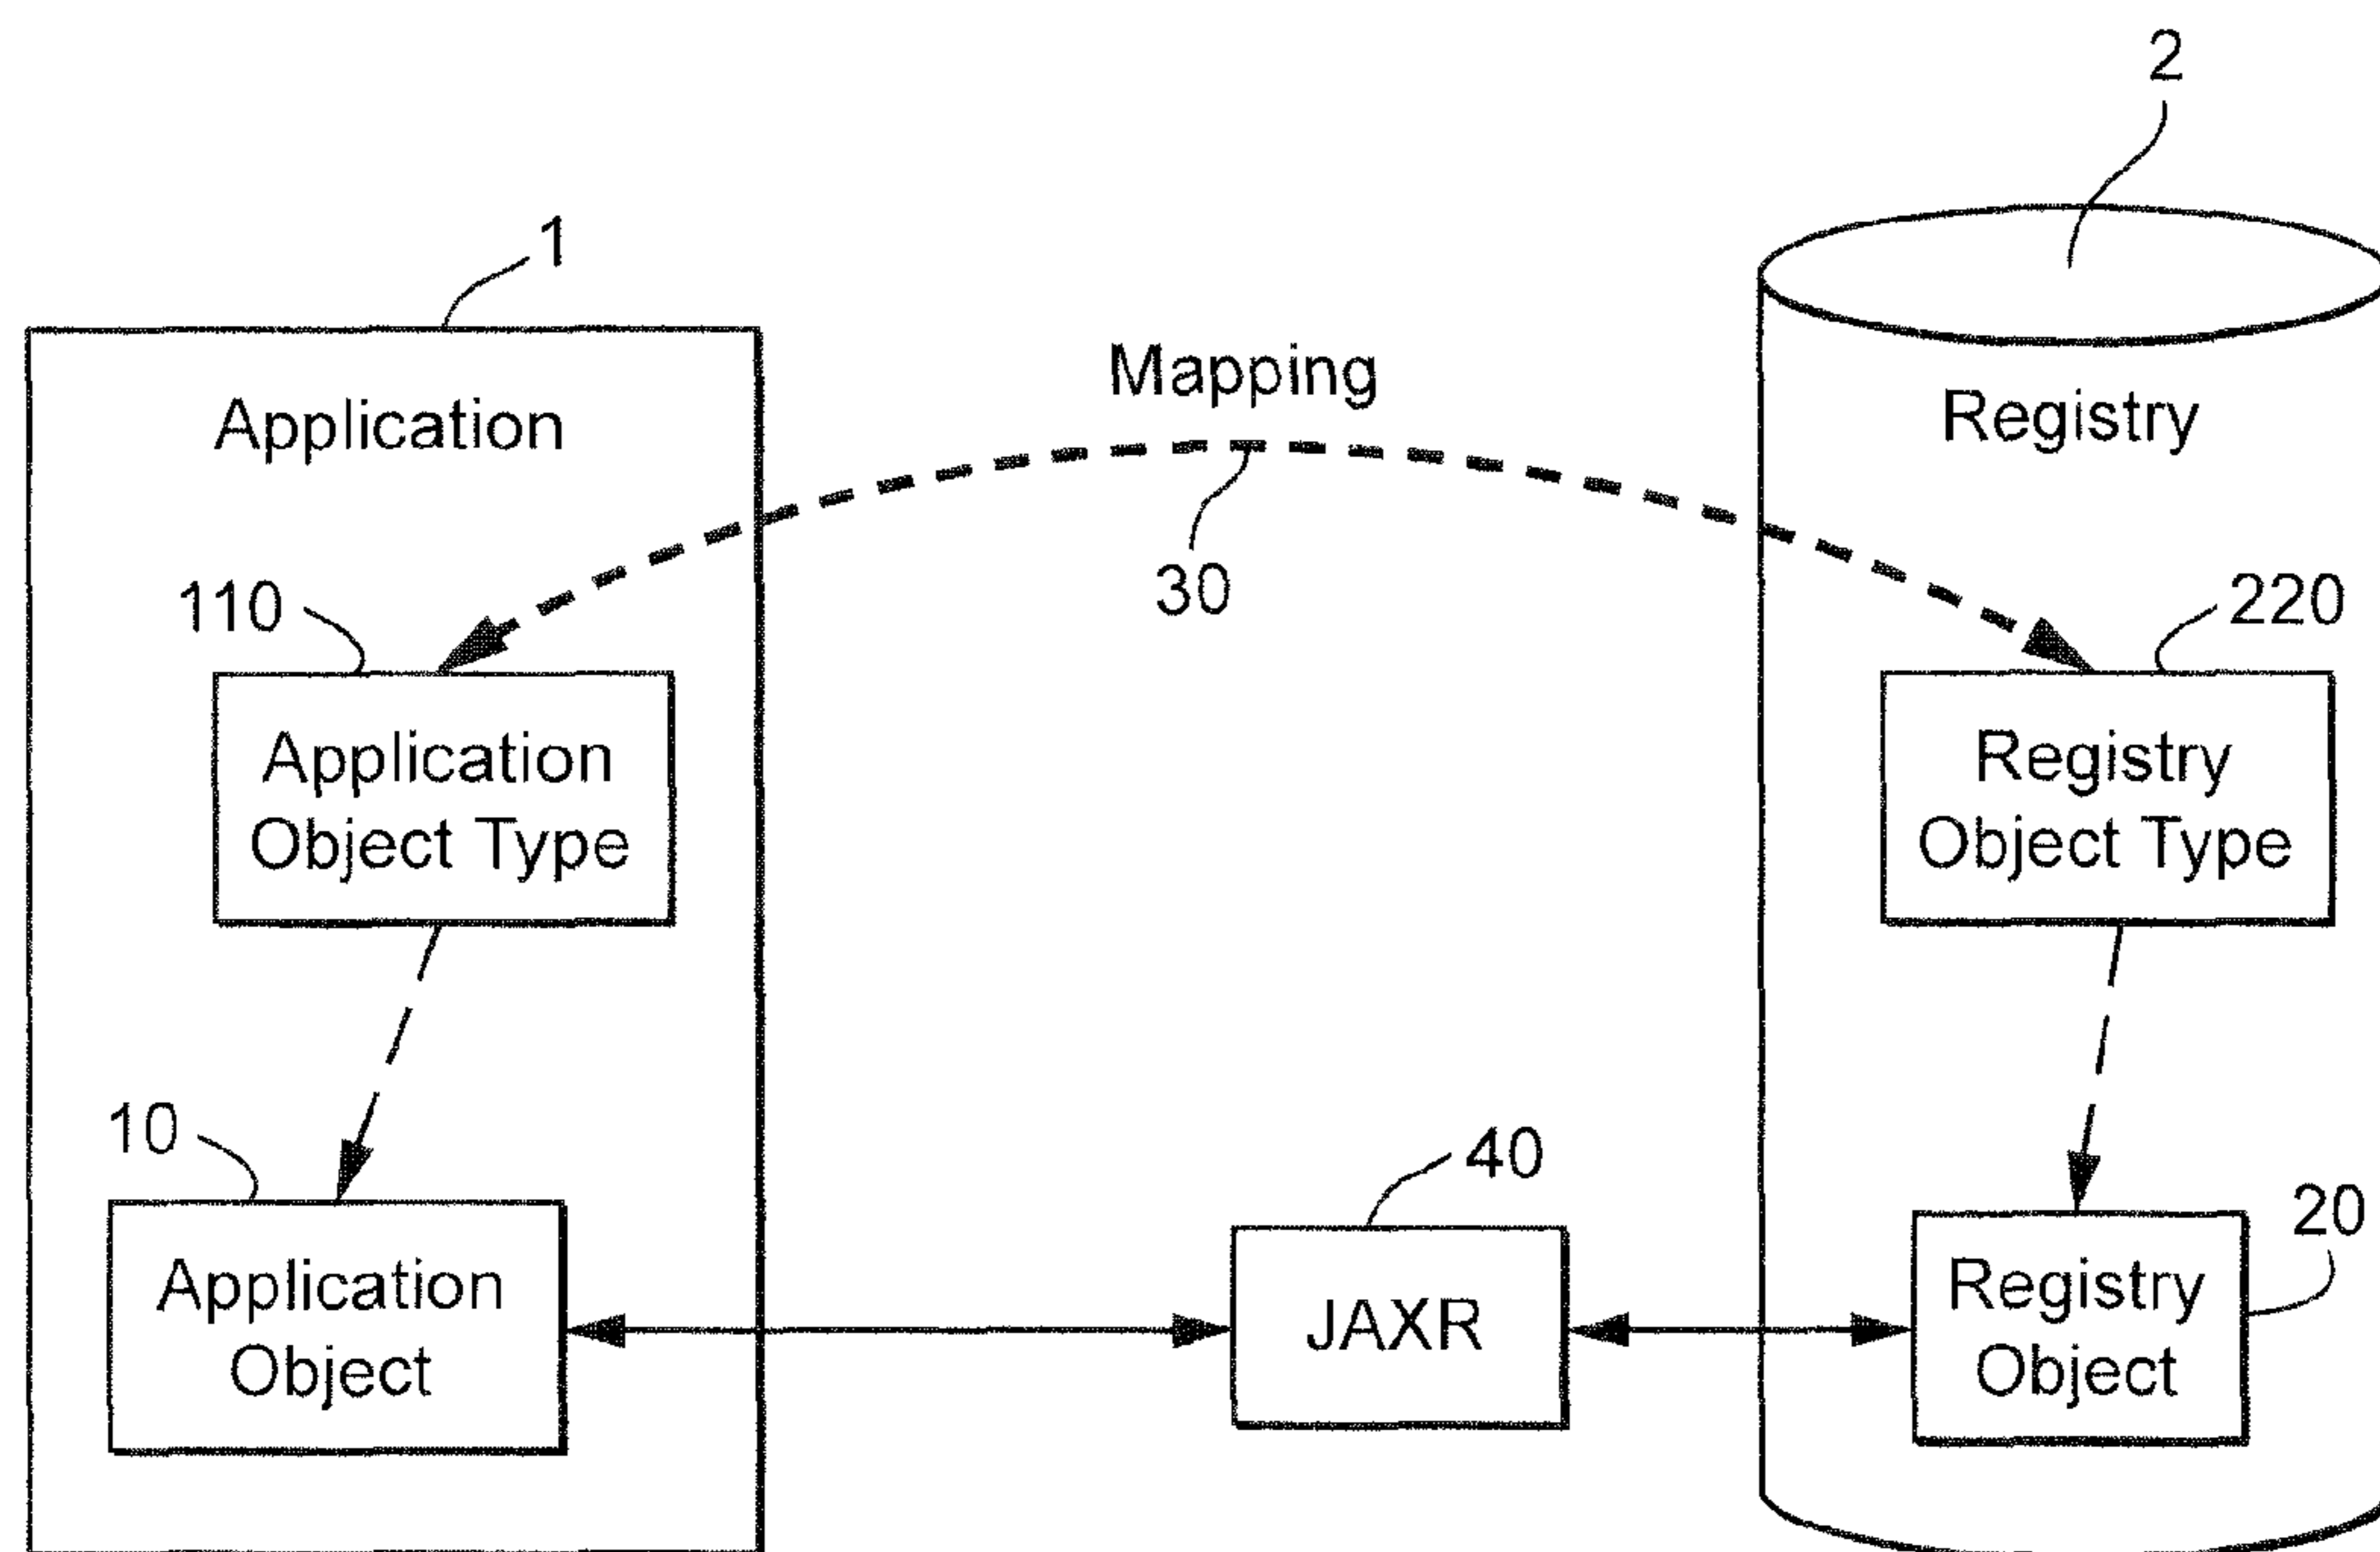 2
1
Mapping
Application
Registry
30
110
220
Application
Object Type
Registry
Object Type
10
40
20
Application
Object
JAXR
Registry
Object